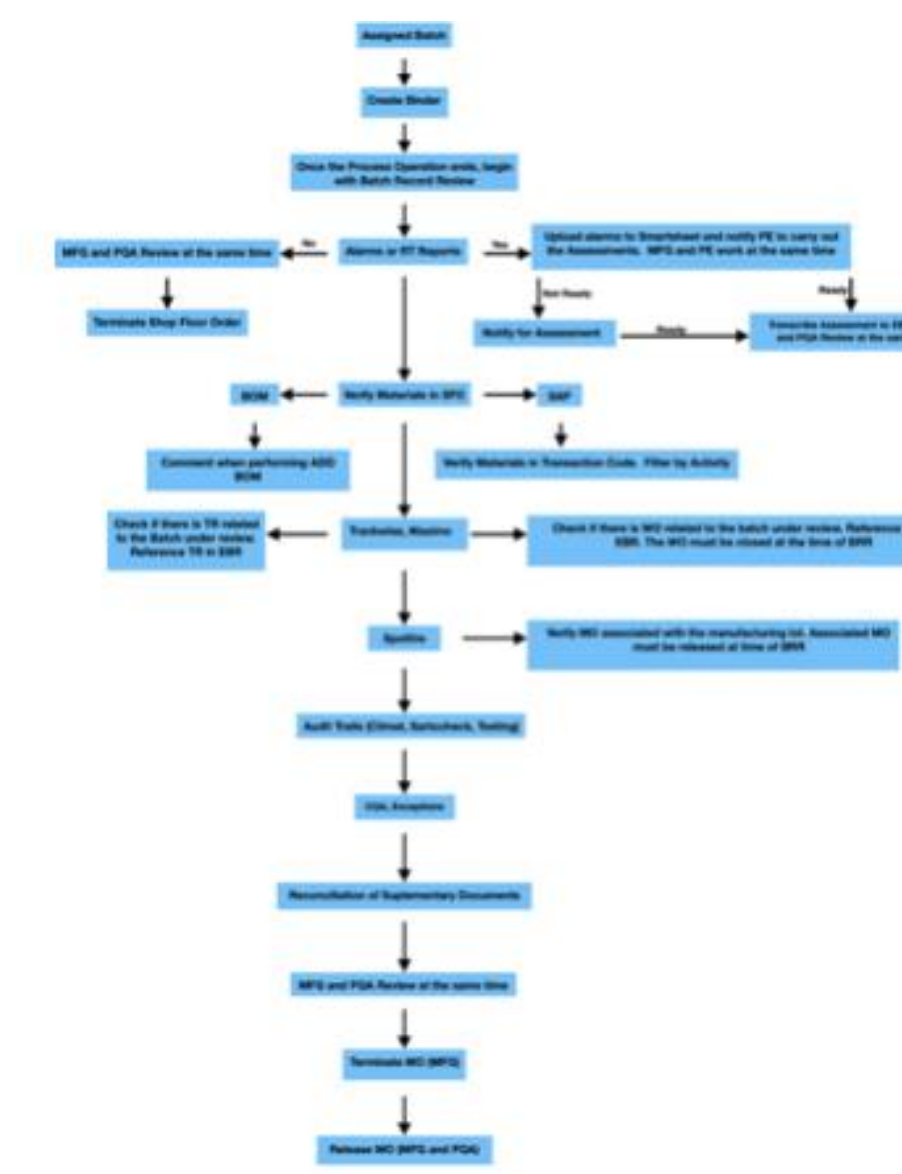 Assigned Batch
Create Binder
Once the Process Operation ends, begin
with Batch Record Review
No
Yes
MFG and PQA Review at the same time
Alarms or RT Reports
Upload alarms to Smartsheet and notify PE to carry out
the Assessments. MFG and PE work at the same time
Not Ready
Ready
Terminate Shop Floor Order
Notify for Assessment
Ready
Transcribe Assessment to
and PQA Review at the
BOM
Verify Materials in SFO
SAP
Comment when performing ADD
BOM
Verify Materials in Transaction Code. Filter by Activity
Check if there is TR related
to the Batch under review.
Reference TR in EBR
Trackwise, Maximo
Check if there is WO related to the batch under review. Reference
EBR. The WO must be closed at the time of BRR
Spotfire
Verify MO associated with the manufacturing lot. Associated MO
must be released at time of BRR
Audit Trails
Exceptions
Reconciliation of Suplementary Documents
MFG and PQA Review at the same time
Terminate MO (MFG)
Release MO (MFG and PQA)